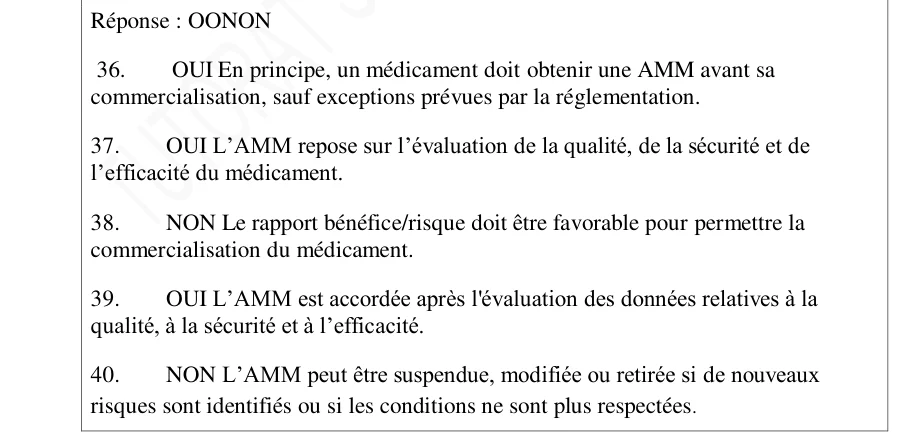 Réponse : OONON
36. OUI En principe, un médicament doit obtenir une AMM avant sa
commercialisation, sauf exceptions prévues par la réglementation.
37. OUI L’AMM repose sur l’évaluation de la qualité, de la sécurité et de
l’efficacité du médicament.
38. NON Le rapport bénéfice/risque doit être favorable pour permettre la
commercialisation du médicament.
39. OUI L’AMM est accordée après l'évaluation des données relatives à la
qualité, à la sécurité et à l’efficacité.
40. NON L’AMM peut être suspendue, modifiée ou retirée si de nouveaux
risques sont identifiés ou si les conditions ne sont plus respectées.